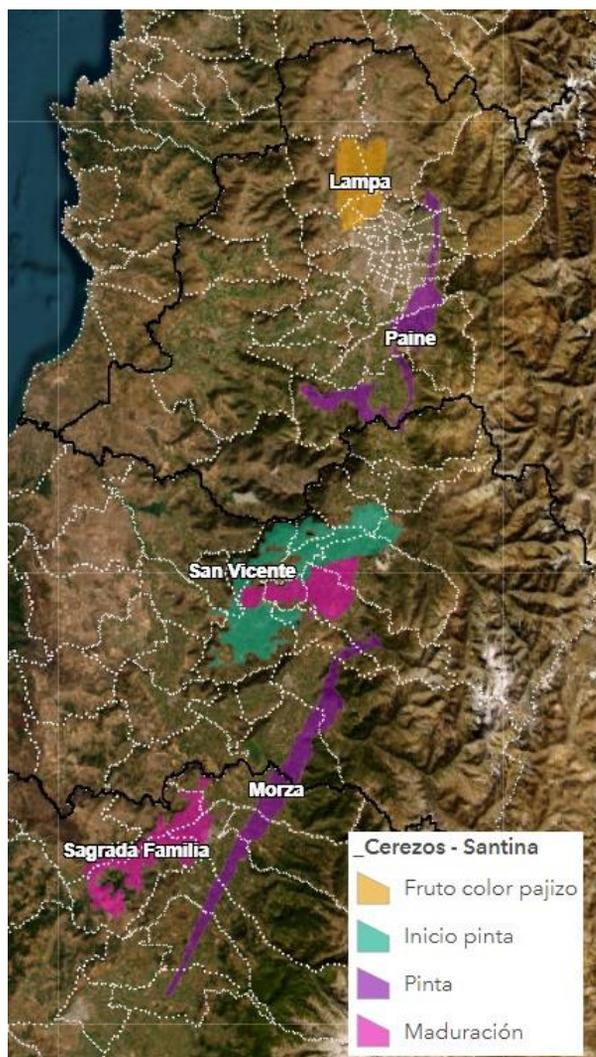 Lampa
Paine
San Vicente
Morza
Sagrada Familia
_Cerezos - Santina
Fruto color pajizo
Inicio pinta
Pinta
Maduración